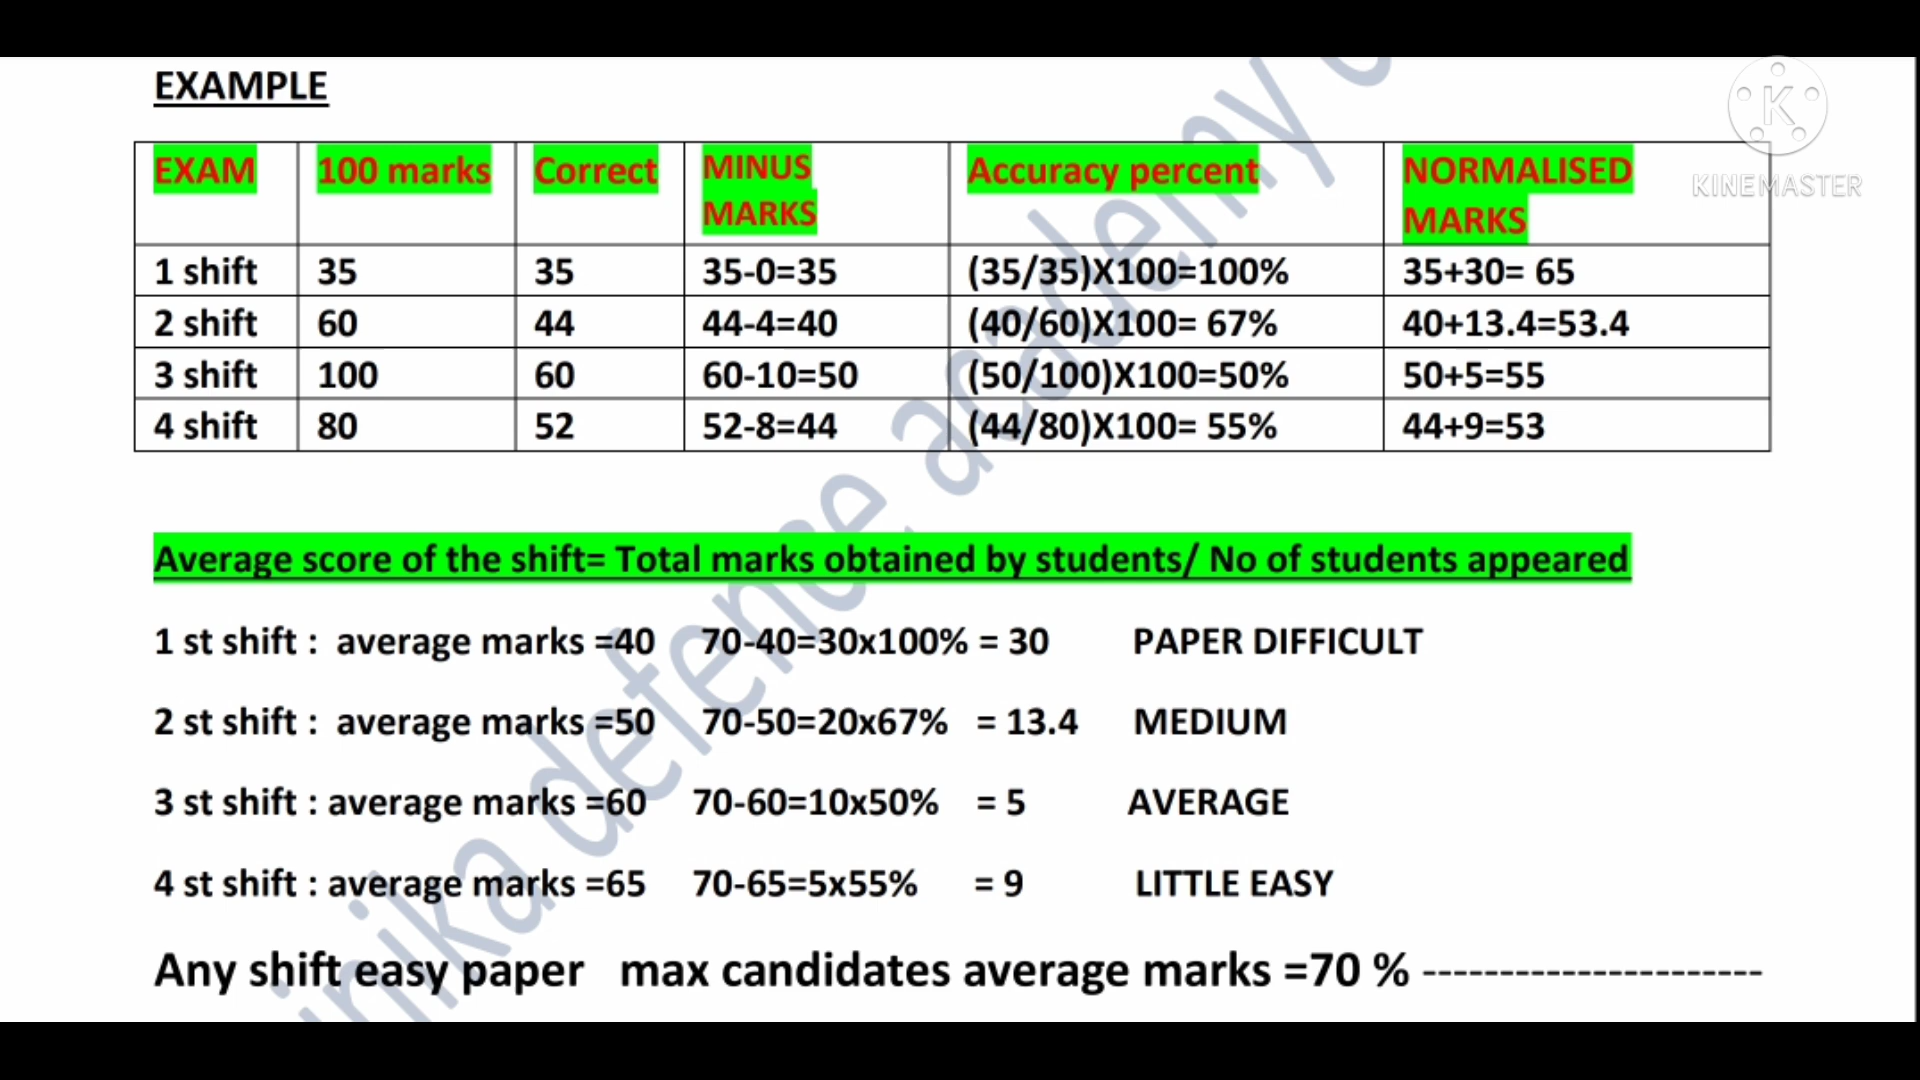 EXAMPLE
K
KINEMASTER
EXAM 100 marks Correct MINUS MARKS Accuracy percent NORMALISED MARKS
1 shift 35 35 35-0=35 (35/35)X100=100% 35+30= 65
2 shift 60 44 44-4=40 (40/60)X100= 67% 40+13.4=53.4
3 shift 100 60 60-10=50 (50/100)X100=50% 50+5=55
4 shift 80 52 52-8=44 (44/80)X100= 55% 44+9=53
Average score of the shift= Total marks obtained by students/ No of students appeared
1 st shift : average marks =40 70-40=30x100% = 30 PAPER DIFFICULT
2 st shift : average marks =50 70-50=20x67% = 13.4 MEDIUM
3 st shift : average marks =60 70-60=10x50% = 5 AVERAGE
4 st shift : average marks =65 70-65=5x55% = 9 LITTLE EASY
Any shift easy paper max candidates average marks =70 % ----------------------
defence academy